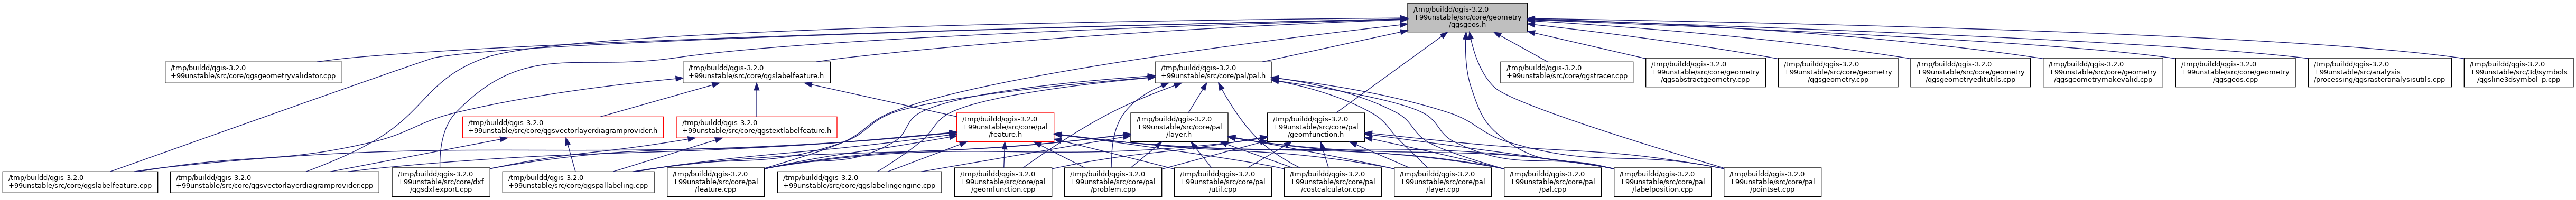 /tmp/buildd/qgis-3.2.0
+99unstable/src/core/geometry
/qgsgeos.h
/tmp/buildd/qgis-3.2.0
+99unstable/src/core/qgsgeometryvalidator.cpp
/tmp/buildd/qgis-3.2.0
+99unstable/src/core/qgslabelfeature.h
/tmp/buildd/qgis-3.2.0
+99unstable/src/core/pal/pal.h
/tmp/buildd/qgis-3.2.0
+99unstable/src/core/qgstracer.cpp
/tmp/buildd/qgis-3.2.0
+99unstable/src/core/geometry
/qgsabstractgeometry.cpp
/tmp/buildd/qgis-3.2.0
+99unstable/src/core/geometry
/qgsgeometry.cpp
/tmp/buildd/qgis-3.2.0
+99unstable/src/core/geometry
/qgsgeometryeditutils.cpp
/tmp/buildd/qgis-3.2.0
+99unstable/src/core/geometry
/qgsgeometrymakevalid.cpp
/tmp/buildd/qgis-3.2.0
+99unstable/src/core/geometry
/qgsgeos.cpp
/tmp/buildd/qgis-3.2.0
+99unstable/src/analysis
/processing/qgsrasteranalysisutils.cpp
/tmp/buildd/qgis-3.2.0
+99unstable/src/3d/symbols
/qgsline3dsymbol_p.cpp
/tmp/buildd/qgis-3.2.0
+99unstable/src/core/qgsvectorlayerdiagramprovider.h
/tmp/buildd/qgis-3.2.0
+99unstable/src/core/qgstextlabelfeature.h
/tmp/buildd/qgis-3.2.0
+99unstable/src/core/pal
/feature.h
/tmp/buildd/qgis-3.2.0
+99unstable/src/core/pal
/layer.h
/tmp/buildd/qgis-3.2.0
+99unstable/src/core/pal
/geomfunction.h
/tmp/buildd/qgis-3.2.0
+99unstable/src/core/qgslabelfeature.cpp
/tmp/buildd/qgis-3.2.0
+99unstable/src/core/qgsvectorlayerdiagramprovider.cpp
/tmp/buildd/qgis-3.2.0
+99unstable/src/core/dxf
/qgsdxfexport.cpp
/tmp/buildd/qgis-3.2.0
+99unstable/src/core/qgspallabeling.cpp
/tmp/buildd/qgis-3.2.0
+99unstable/src/core/pal
/feature.cpp
/tmp/buildd/qgis-3.2.0
+99unstable/src/core/qgslabelingengine.cpp
/tmp/buildd/qgis-3.2.0
+99unstable/src/core/pal
/geomfunction.cpp
/tmp/buildd/qgis-3.2.0
+99unstable/src/core/pal
/problem.cpp
/tmp/buildd/qgis-3.2.0
+99unstable/src/core/pal
/util.cpp
/tmp/buildd/qgis-3.2.0
+99unstable/src/core/pal
/costcalculator.cpp
/tmp/buildd/qgis-3.2.0
+99unstable/src/core/pal
/layer.cpp
/tmp/buildd/qgis-3.2.0
+99unstable/src/core/pal
/pal.cpp
/tmp/buildd/qgis-3.2.0
+99unstable/src/core/pal
/labelposition.cpp
/tmp/buildd/qgis-3.2.0
+99unstable/src/core/pal
/pointset.cpp